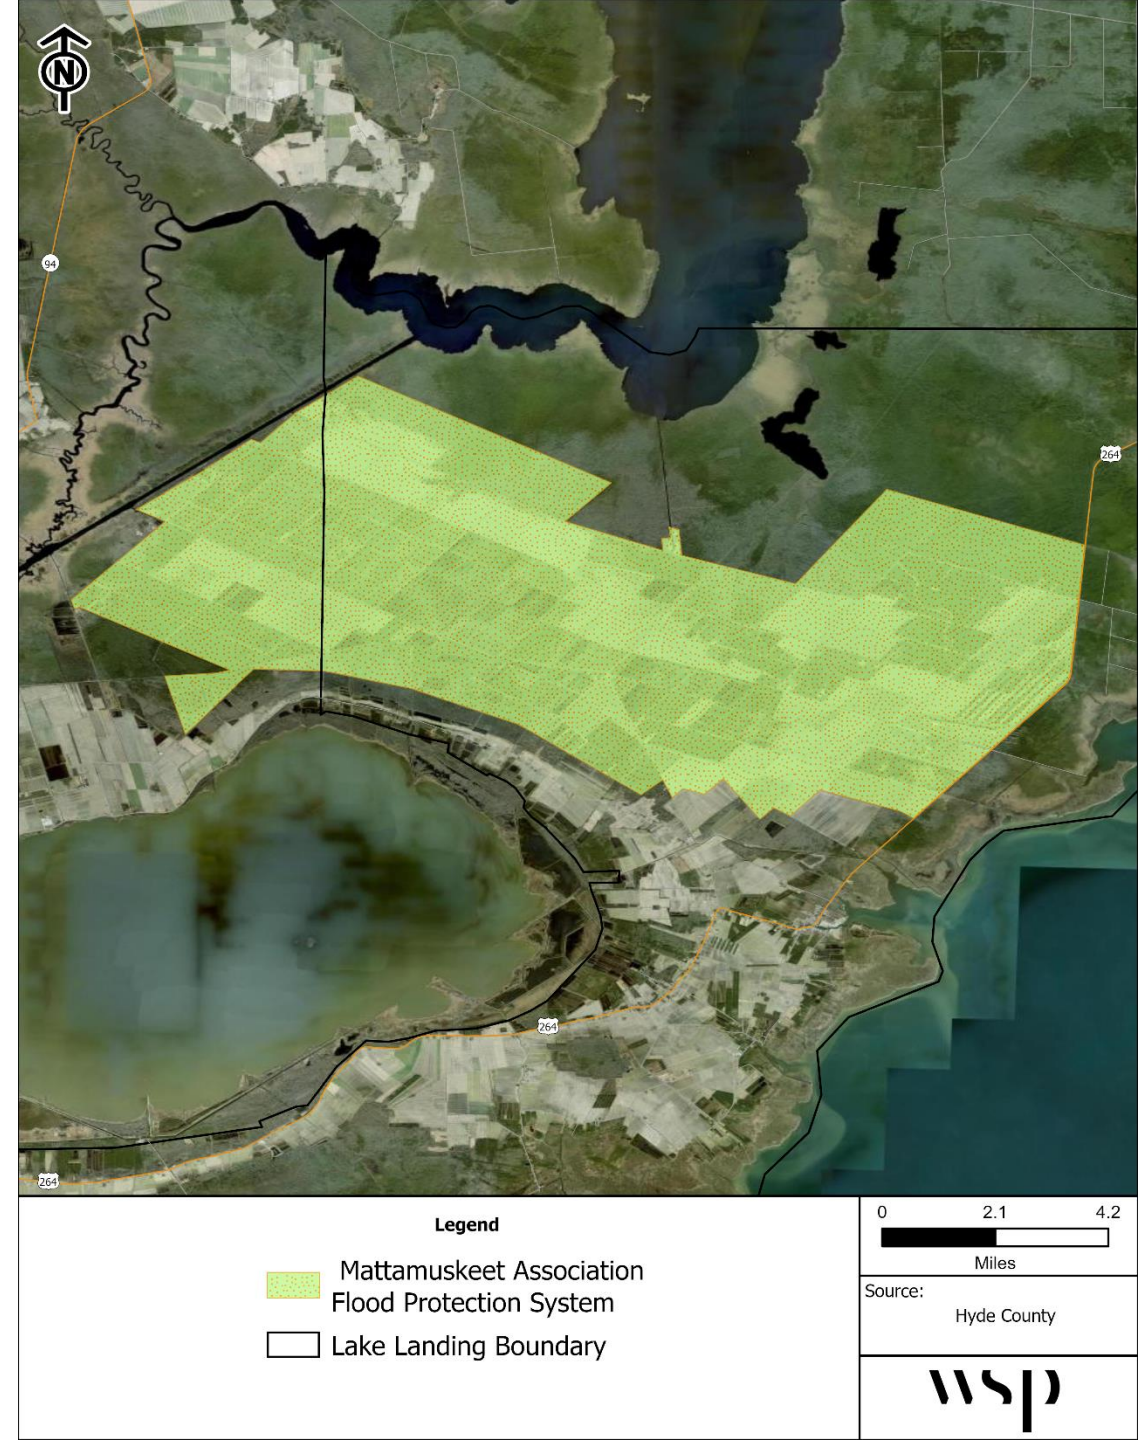 N
94
264
264
264
Legend
Mattamuskeet Association
Flood Protection System
Lake Landing Boundary
0 2.1 4.2
Miles
Source:
Hyde County
wsp